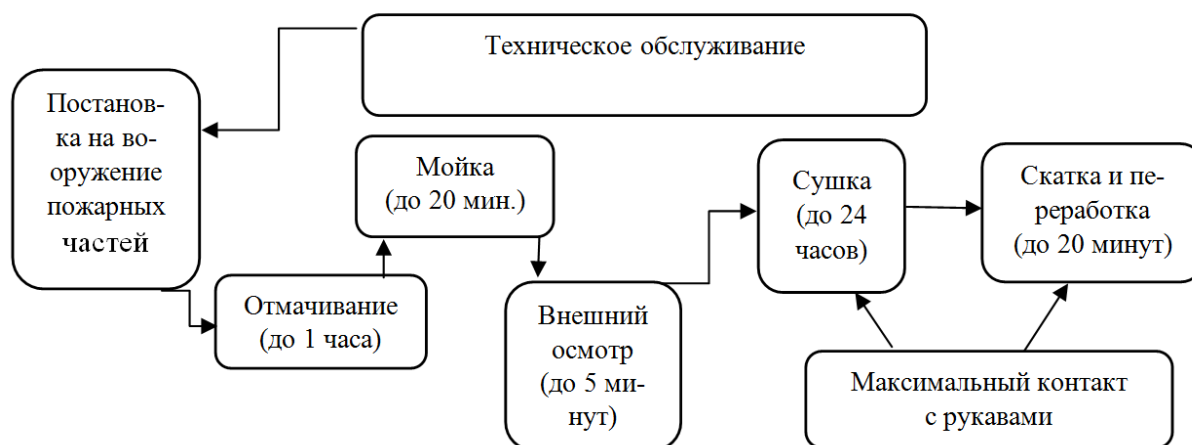 Техническое обслуживание
Постанов-
ка на во-
оружение
пожарных
частей
Отмачивание
(до 1 часа)
Мойка
(до 20 мин.)
Внешний
осмотр
(до 5 ми-
нут)
Сушка
(до 24
часов)
Скатка и пе-
реработка
(до 20 минут)
Максимальный контакт
с рукавами